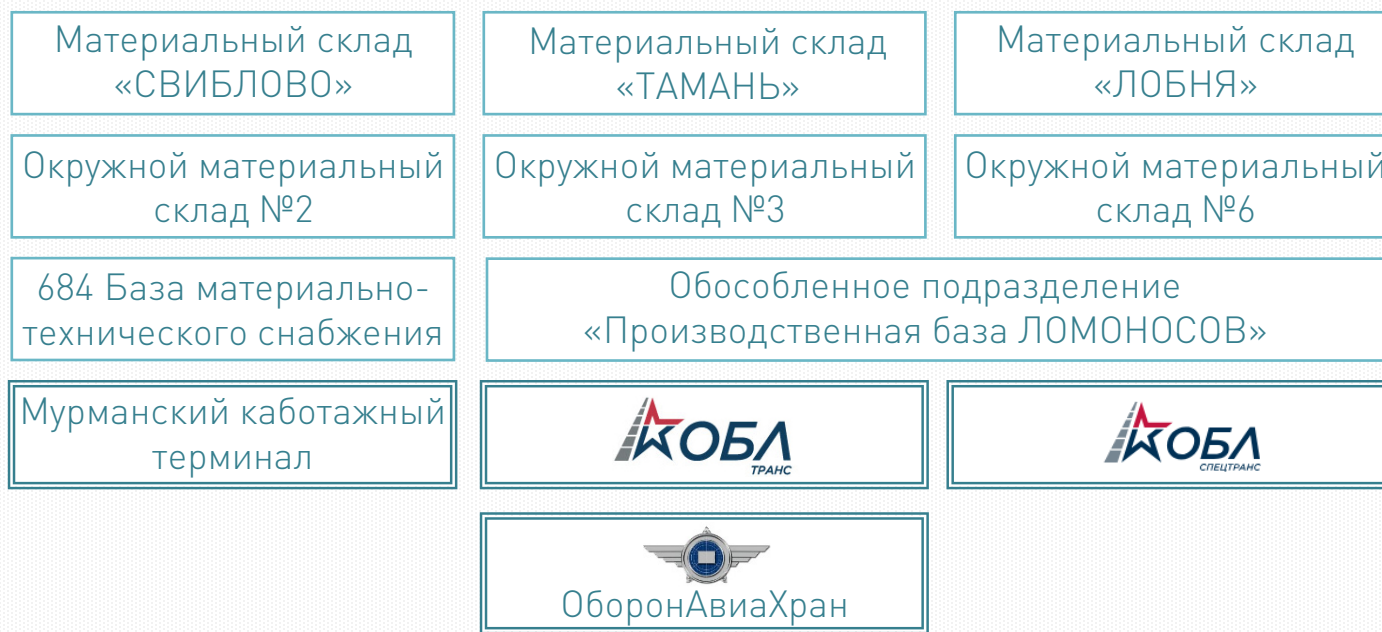 Материальный склад
«СВИБЛОВО»
Материальный склад
«ТАМАНЬ»
Материальный склад
«ЛОБНЯ»
Окружной материальный
склад №2
Окружной материальный
склад №3
Окружной материальный
склад №6
684 База материально-
технического снабжения
Обособленное подразделение
«Производственная база ЛОМОНОСОВ»
Мурманский каботажный
терминал
ОБЛ
ТРАНС
ОБЛ
СПЕЦТРАНС
ОборонАвиаХран